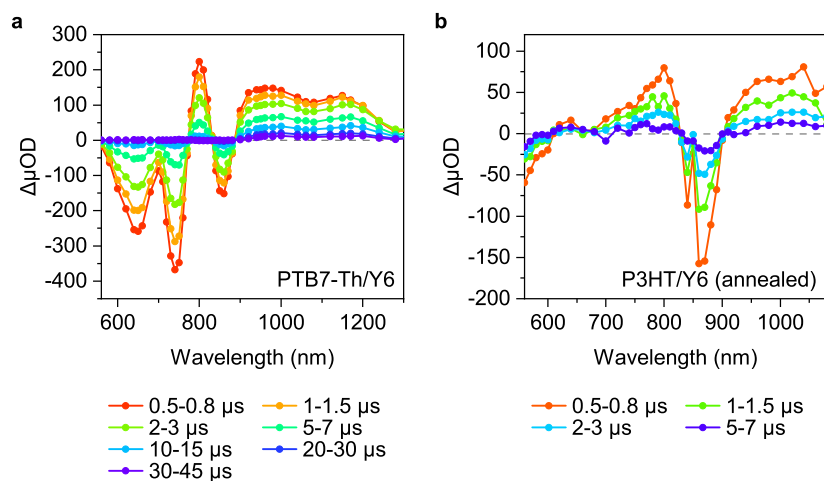 a
b
300
200
100
0
-100
-200
-300
-400
ΔµOD
600
800
1000
1200
Wavelength (nm)
PTB7-Th/Y6
100
50
0
-50
-100
-150
-200
ΔµOD
600
700
800
900
1000
Wavelength (nm)
P3HT/Y6 (annealed)
0.5-0.8 µs
1-1.5 µs
2-3 µs
5-7 µs
10-15 µs
20-30 µs
30-45 µs
0.5-0.8 µs
1-1.5 µs
2-3 µs
5-7 µs